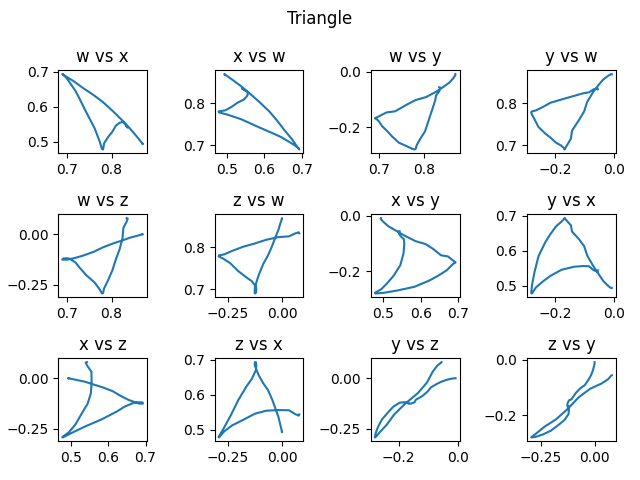 Triangle
w vs x
x vs w
w vs y
y vs w
0.7
0.6
0.5
0.7 0.8
0.8
0.7
0.5 0.6 0.7
0.0
−0.2
0.7 0.8
0.8
0.7
−0.2 0.0
w vs z
z vs w
x vs y
y vs x
0.00
−0.25
0.7 0.8
0.8
0.7
−0.25 0.00
0.0
−0.2
0.5 0.6 0.7
0.7
0.6
0.5
−0.2 0.0
x vs z
z vs x
y vs z
z vs y
0.00
−0.25
0.5 0.6 0.7
0.7
0.6
0.5
−0.25 0.00
0.00
−0.25
−0.2 0.0
0.0
−0.2
−0.25 0.00